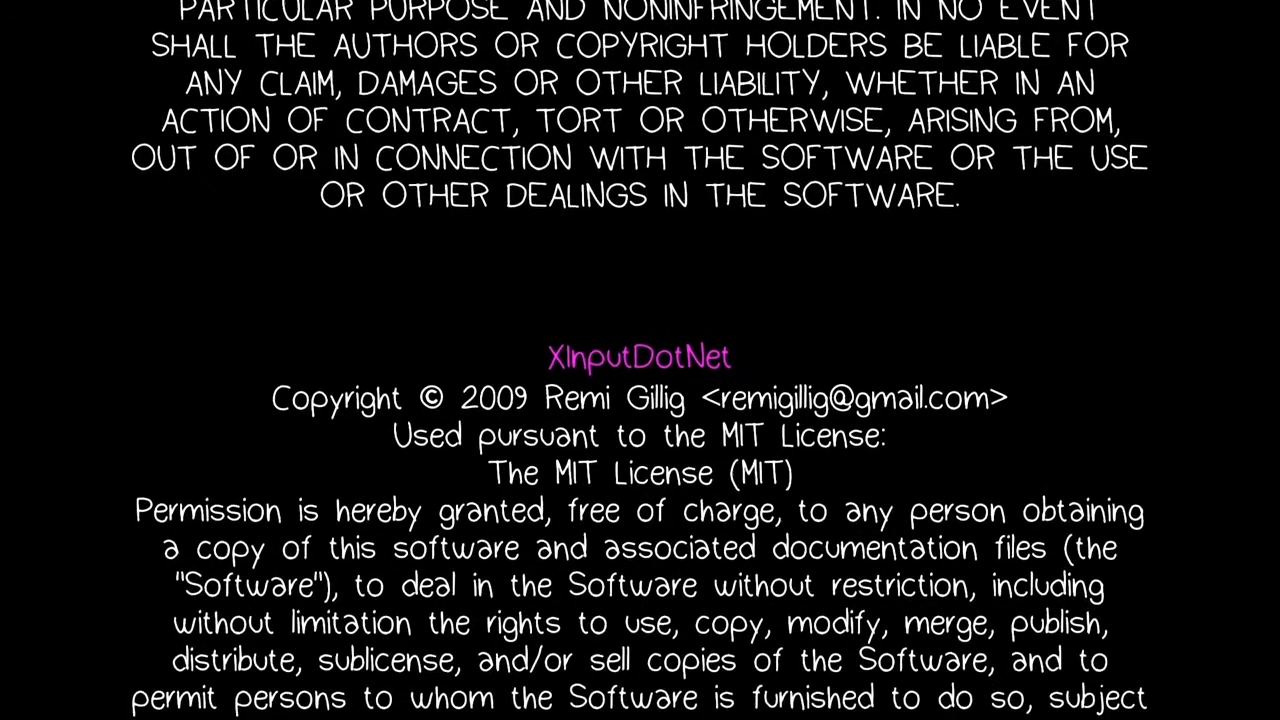 PARTICULAR PURPOSE AND NONINFRINGEMENT. IN NO EVENT
SHALL THE AUTHORS OR COPYRIGHT HOLDERS BE LIABLE FOR
ANY CLAIM, DAMAGES OR OTHER LIABILITY, WHETHER IN AN
ACTION OF CONTRACT, TORT OR OTHERWISE, ARISING FROM,
OUT OF OR IN CONNECTION WITH THE SOFTWARE OR THE USE
OR OTHER DEALINGS IN THE SOFTWARE.
XInputDotNet
Copyright © 2009 Remi Gillig <remigillig@gmail.com>
Used pursuant to the MIT License:
The MIT License (MIT)
Permission is hereby granted, free of charge, to any person obtaining
a copy of this software and associated documentation files (the
"Software"), to deal in the Software without restriction, including
without limitation the rights to use, copy, modify, merge, publish,
distribute, sublicense, and/or sell copies of the Software, and to
permit persons to whom the Software is furnished to do so, subject